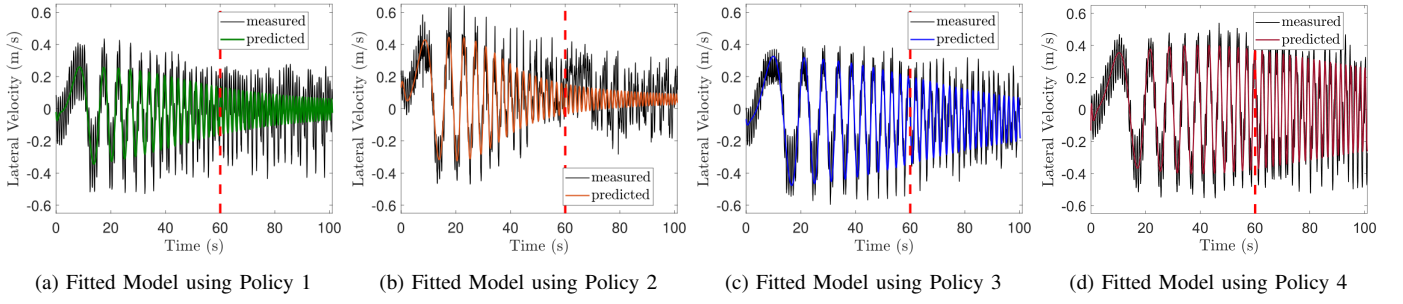 measured
predicted
0.6
0.4
0.2
0
-0.2
-0.4
-0.6
Lateral Velocity (m/s)
0 20 40 60 80 100
Time (s)
(a) Fitted Model using Policy 1
measured
predicted
0.6
0.4
0.2
0
-0.2
-0.4
-0.6
Lateral Velocity (m/s)
0 20 40 60 80 100
Time (s)
(b) Fitted Model using Policy 2
measured
predicted
0.6
0.4
0.2
0
-0.2
-0.4
-0.6
Lateral Velocity (m/s)
0 20 40 60 80 100
Time (s)
(c) Fitted Model using Policy 3
measured
predicted
0.6
0.4
0.2
0
-0.2
-0.4
-0.6
Lateral Velocity (m/s)
0 20 40 60 80 100
Time (s)
(d) Fitted Model using Policy 4